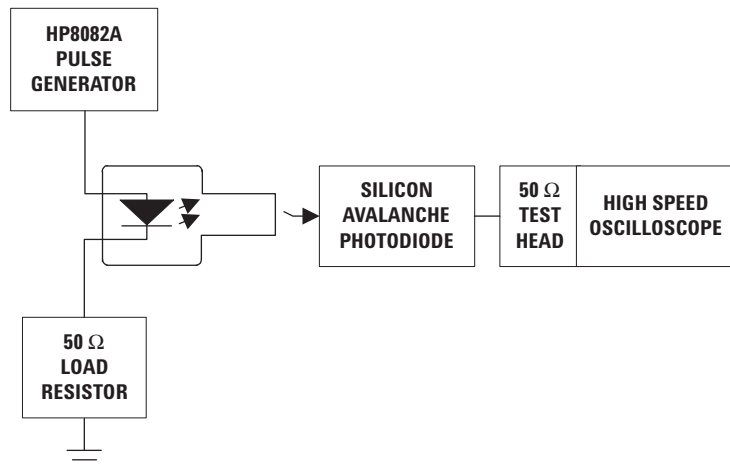 HP8082A
PULSE
GENERATOR
SILICON
AVALANCHE
PHOTODIODE
50 Ω
TEST
HEAD
HIGH SPEED
OSCILLOSCOPE
50 Ω
LOAD
RESISTOR